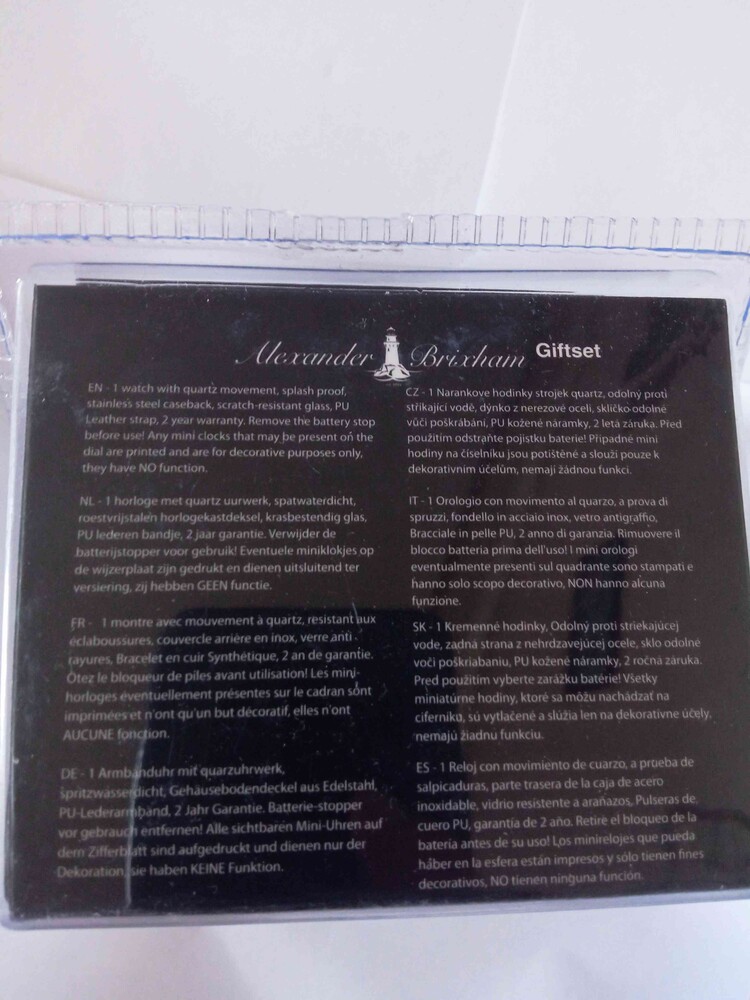 Alexander Brixham Giftset
EN - 1 watch with quartz movement, splash proof,
stainless steel caseback, scratch-resistant glass, PU
Leather strap, 2 year warranty. Remove the battery stop
before use! Any mini clocks that may be present on the
dial are printed and are for decorative purposes only,
they have NO function.
NL - 1 horloge met quartz uurwerk, spatwaterdicht,
roestvrijstalen horlogekastdeksel, krasbestendig glas,
PU lederen bandje, 2 jaar garantie. Verwijder de
batterijstopper voor gebruik! Eventuele miniklokjes op
de wijzerplaat zijn gedrukt en dienen uitsluitend ter
versiering, zij hebben GEEN functie.
FR - 1 montre avec mouvement à quartz, resistant aux
éclaboussures, couvercle arrière en inox, verre anti-
rayures, Bracelet en cuir Synthétique, 2 an de garantie.
Ôtez le bloqueur de piles avant utilisation! Les mini-
horloges éventuellement présentes sur le cadran sont
imprimées et n'ont qu'un but décoratif, elles n'ont
AUCUNE fonction.
DE - 1 Armbanduhr mit quarzuhrwerk,
spritzwasserdicht, Gehäusebodendeckel aus Edelstahl,
PU-Lederarmband, 2 Jahr Garantie. Batterie-stopper
vor gebrauch entfernen! Alle sichtbaren Mini-Uhren auf
dem Zifferblatt sind aufgedruckt und dienen nur der
Dekoration, sie haben KEINE Funktion.
CZ - 1 Narankove hodinky strojek quartz, odolný proti
stříkající vodě, dýnko z nerezové oceli, sklíčko odolné
vůči poškrábání, PU kožené náramky, 2 letá záruka. Před
použitím odstraňte pojistku baterie! Případné mini
hodiny na číselníku jsou potištěné a slouží pouze k
dekorativním účelům, nemají žádnou funkci.
IT - 1 Orologio con movimento al quarzo, a prova di
spruzzi, fondello in acciaio inox, vetro antigraffio,
Bracciale in pelle PU, 2 anno di garanzia. Rimuovere il
blocco batteria prima dell'uso! I mini orologi
eventualmente presenti sul quadrante sono stampati e
hanno solo scopo decorativo, NON hanno alcuna
funzione.
SK - 1 Kremenné hodinky, Odolný proti striekajúcej
vode, zadná strana z nehrdzavejúcej ocele, sklo odolné
voči poškriabaniu, PU kožené náramky, 2 ročná záruka.
Pred použitím vyberte zarážku batérie! Všetky
miniatúrne hodiny, ktoré sa môžu nachádzať na
ciferníku, sú vytlačené a slúžia len na dekoratívne účely,
nemajú žiadnu funkciu.
ES - 1 Reloj con movimiento de cuarzo, a prueba de
salpicaduras, parte trasera de la caja de acero
inoxidable, vidrio resistente a arañazos, Pulseras de
cuero PU, garantía de 2 año. Retire el bloqueo de la
batería antes de su uso! Los minirelojes que pueda
haber en la esfera están impresos y sólo tienen fines
decorativos, NO tienen ninguna función.